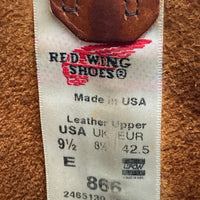 RED WING
SHOES®
Made in USA
Leather Upper
USA UK EUR
9½ 8½ 42.5
E
866